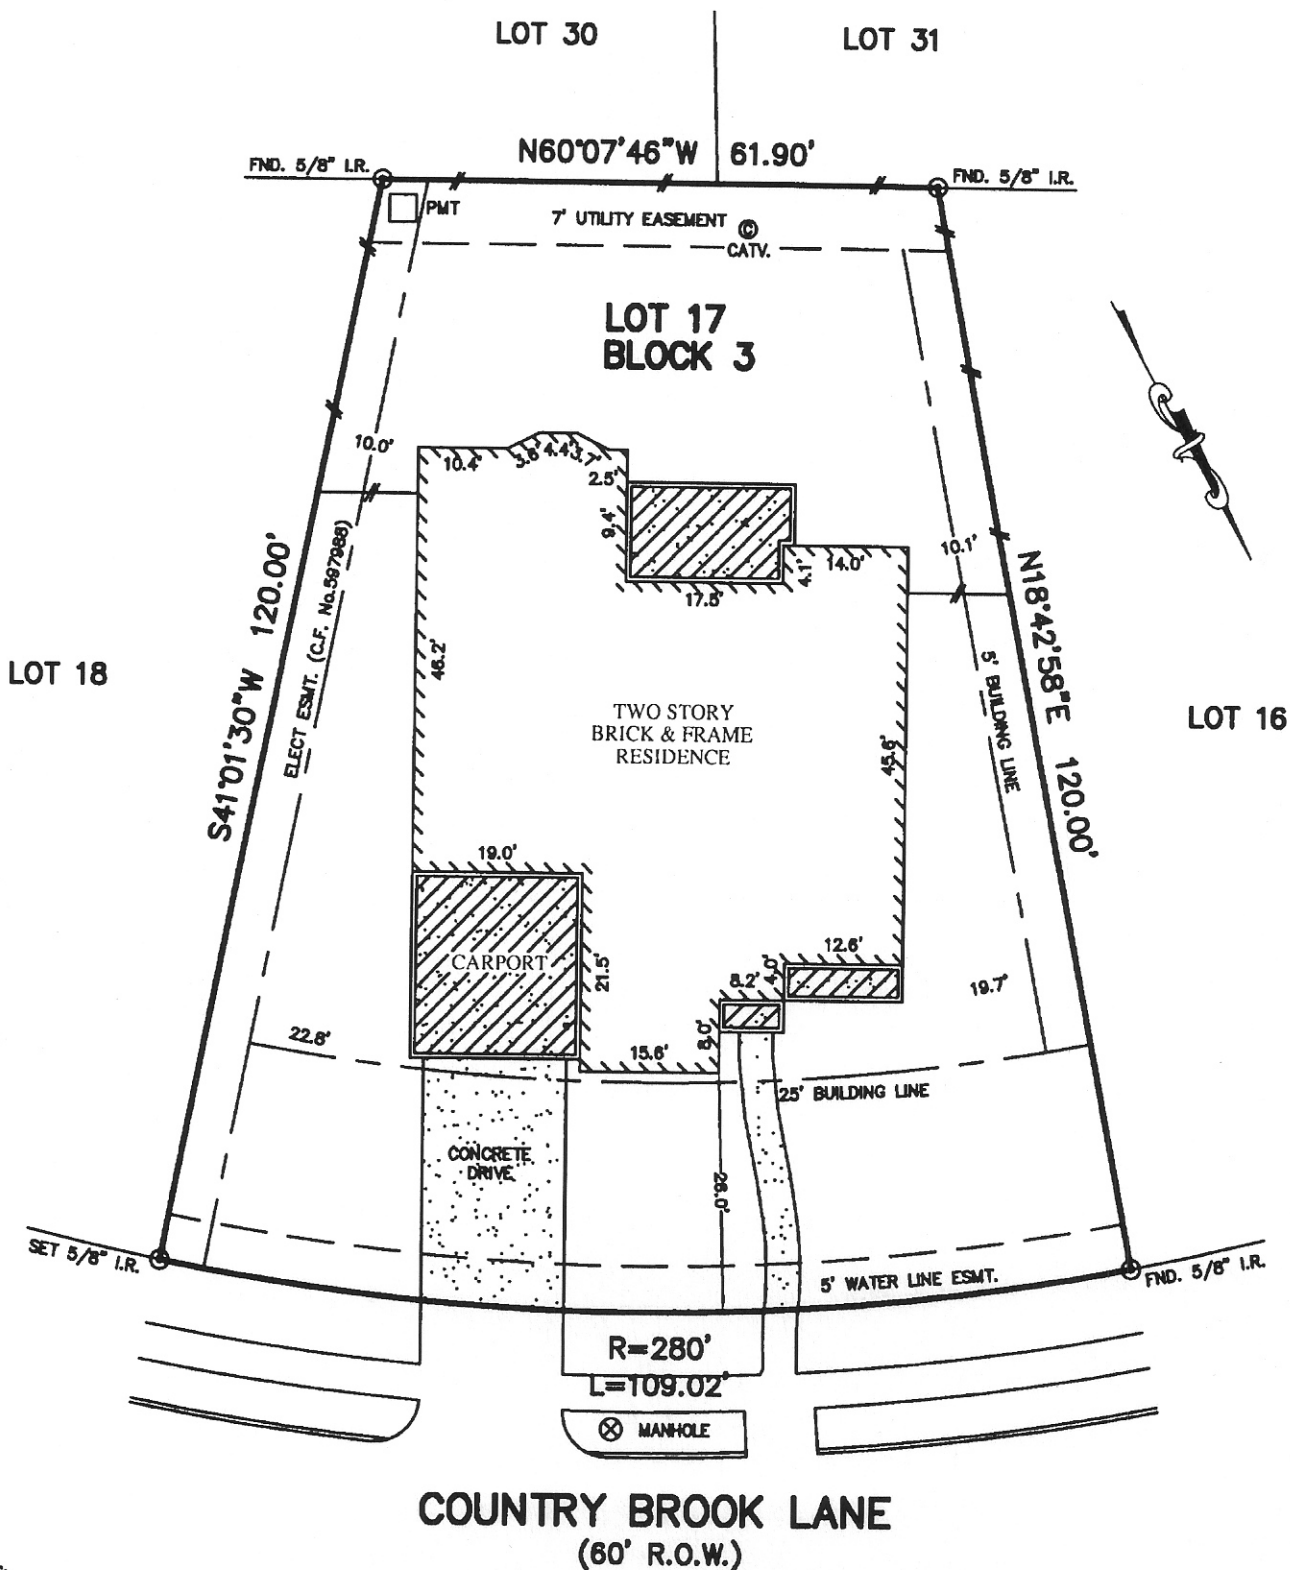 LOT 30
LOT 31
N60°07'46"W 61.90'
FND. 5/8" I.R.
FND. 5/8" I.R.
PMT
7' UTILITY EASEMENT
©
CATV.
LOT 17
BLOCK 3
10.0'
10.4'
3.6'
4.4'
3.7'
2.5'
9.4'
17.5'
4.1'
14.0'
10.1'
S41°01'30"W 120.00'
ELECT ESMT. (C.F. No.597988)
46.2'
N18°42'58"E 120.00'
5' BUILDING LINE
LOT 18
LOT 16
TWO STORY
BRICK & FRAME
RESIDENCE
45.6'
19.0'
CARPORT
21.5'
12.6'
4.0'
8.2'
8.0'
19.7'
22.8'
15.6'
25' BUILDING LINE
CONCRETE
DRIVE
26.0'
SET 5/8" I.R.
5' WATER LINE ESMT.
FND. 5/8" I.R.
R=280'
L=109.02'
MANHOLE
COUNTRY BROOK LANE
(60' R.O.W.)